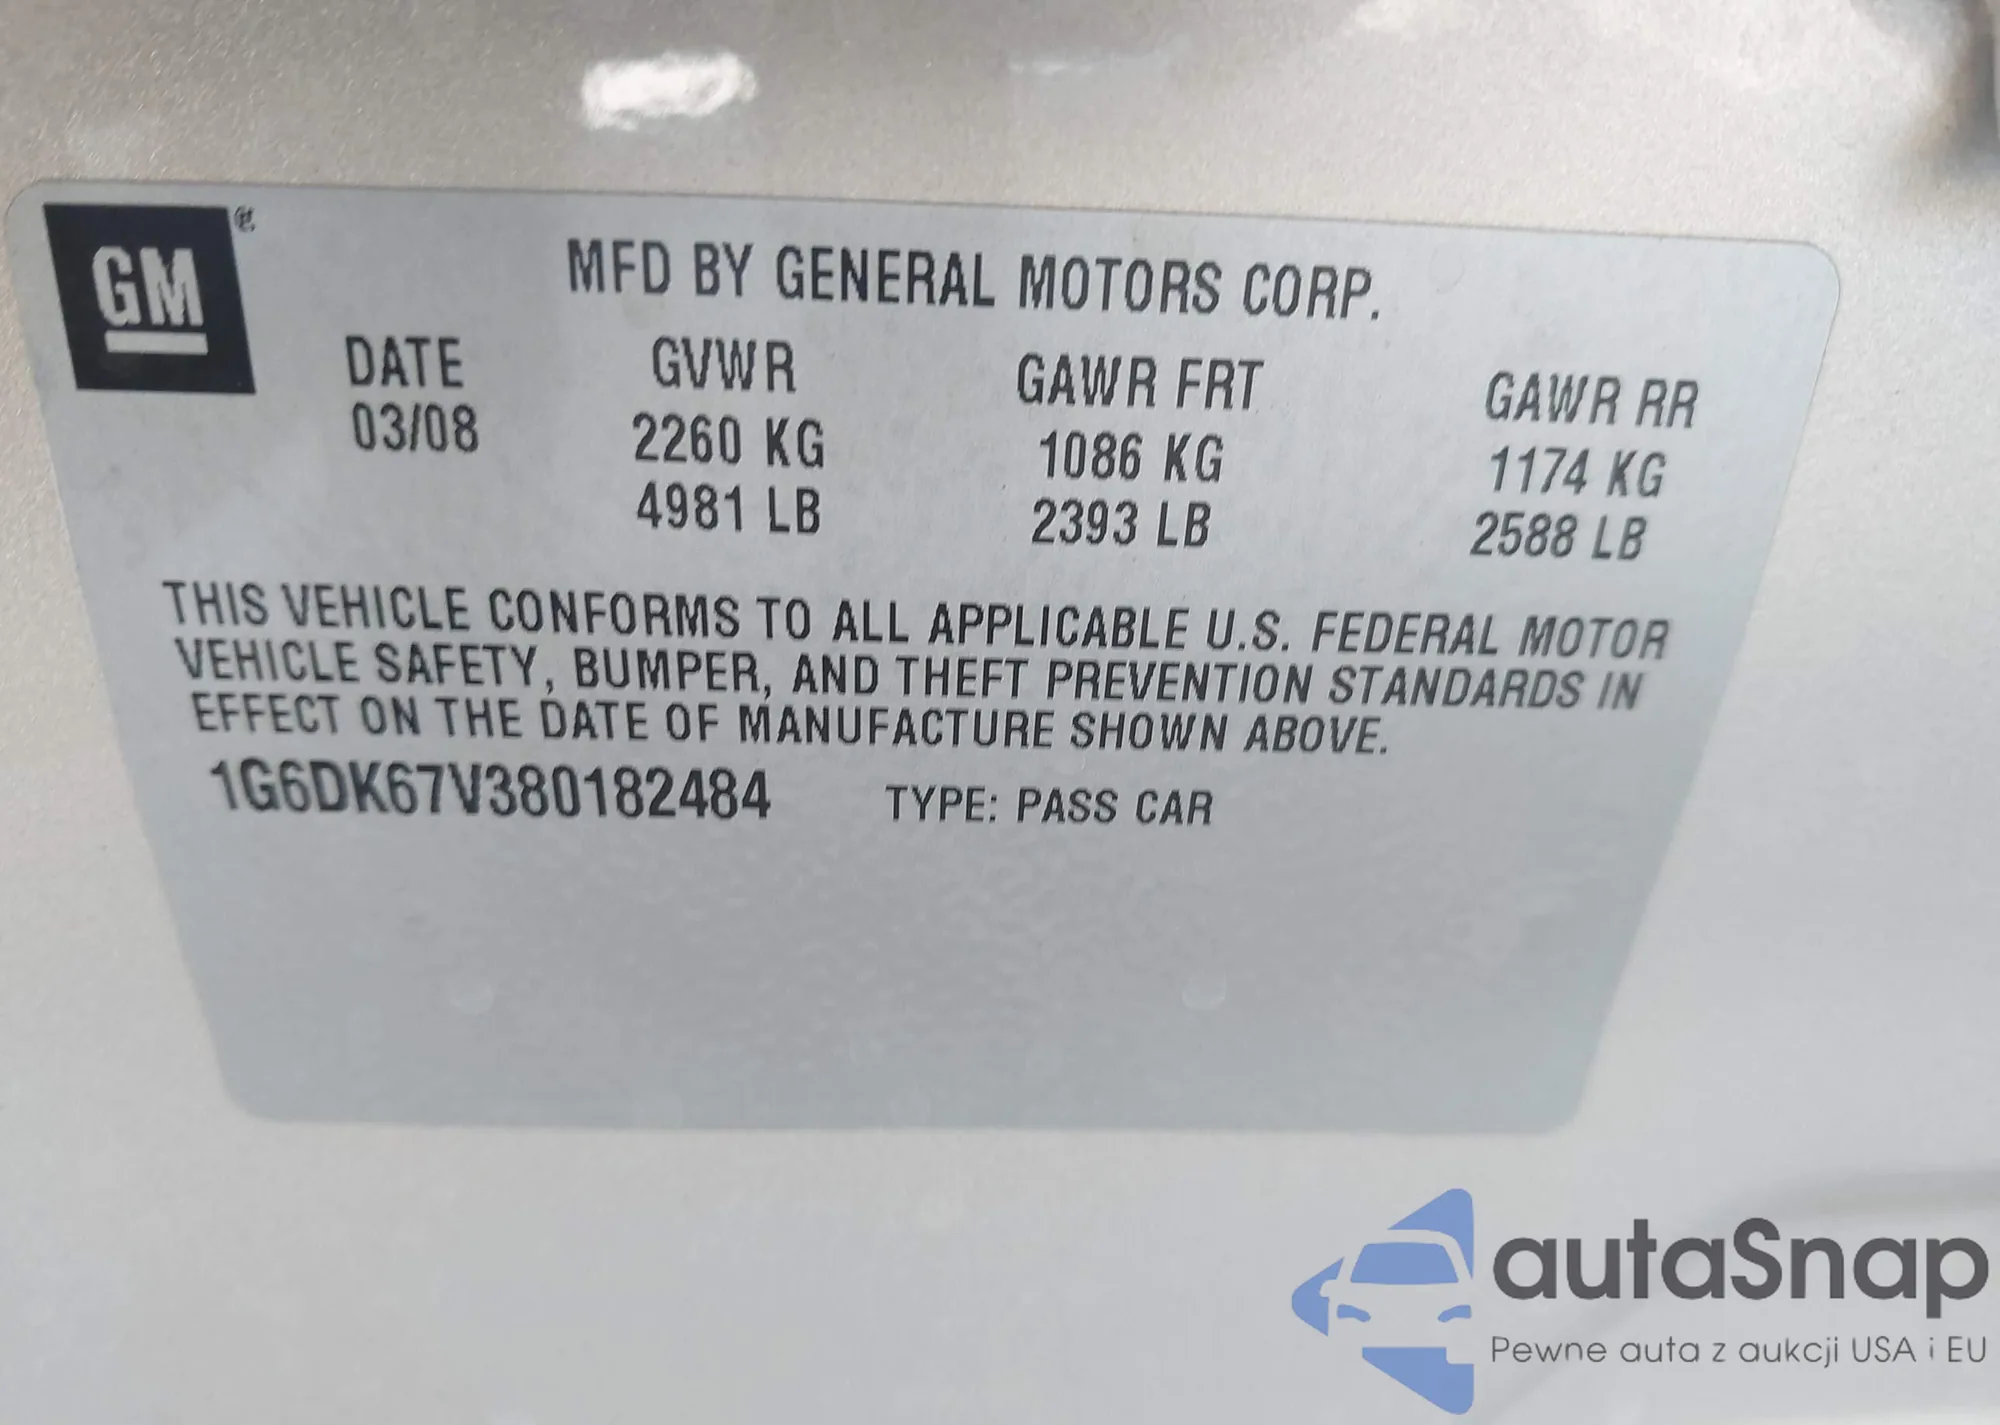 GM®
MFD BY GENERAL MOTORS CORP.
DATE GVWR GAWR FRT GAWR RR
03/08 2260 KG 1086 KG 1174 KG
4981 LB 2393 LB 2588 LB
THIS VEHICLE CONFORMS TO ALL APPLICABLE U.S. FEDERAL MOTOR
VEHICLE SAFETY, BUMPER, AND THEFT PREVENTION STANDARDS IN
EFFECT ON THE DATE OF MANUFACTURE SHOWN ABOVE.
1G6DK67V380182484 TYPE: PASS CAR
autaSnap
Pewne auta z aukcji USA i EU